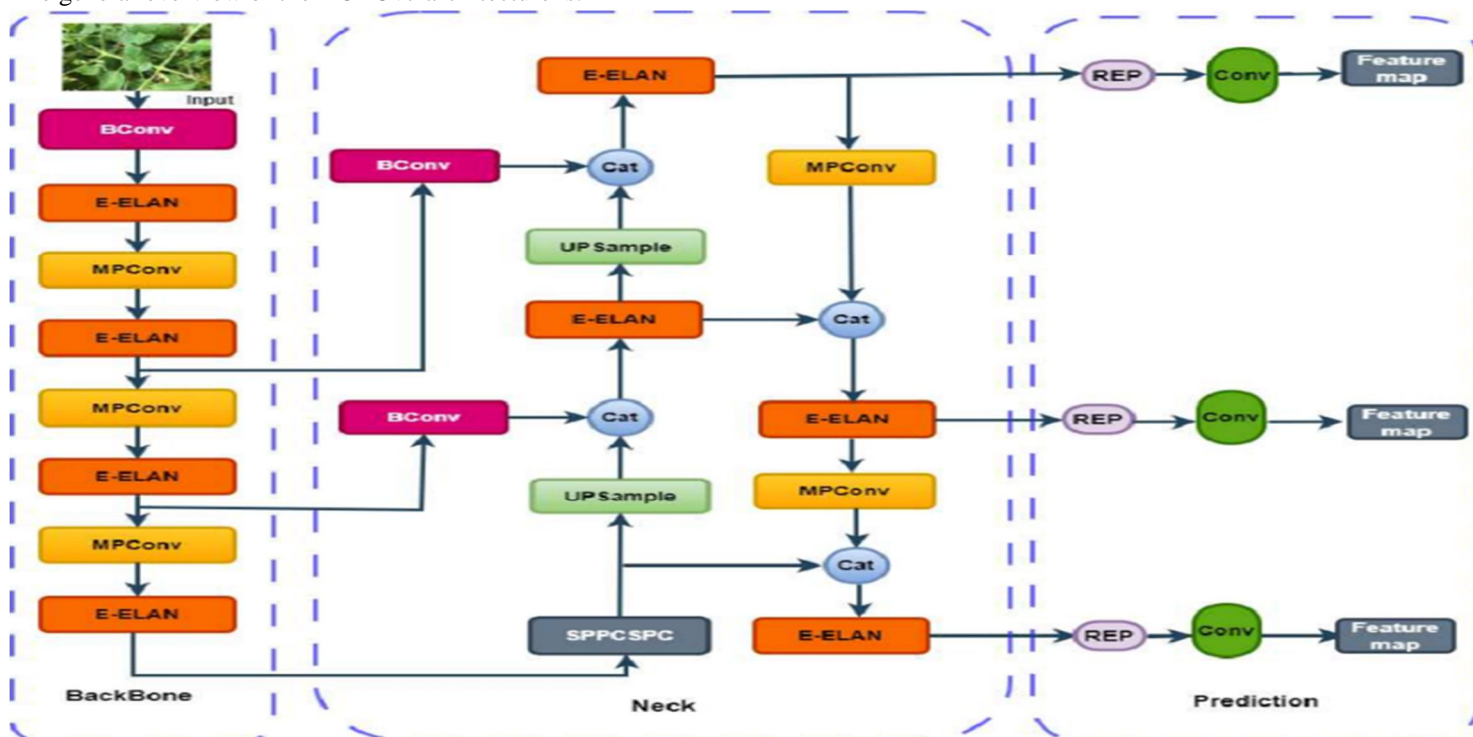 Input
BConv
E-ELAN
MPConv
E-ELAN
MPConv
E-ELAN
MPConv
E-ELAN
BackBone
E-ELAN
BConv
Cat
MPConv
UPSample
E-ELAN
Cat
BConv
Cat
E-ELAN
UPSample
MPConv
Cat
SPPCSPC
E-ELAN
Neck
REP
Conv
Feature
map
REP
Conv
Feature
map
REP
Conv
Feature
map
Prediction